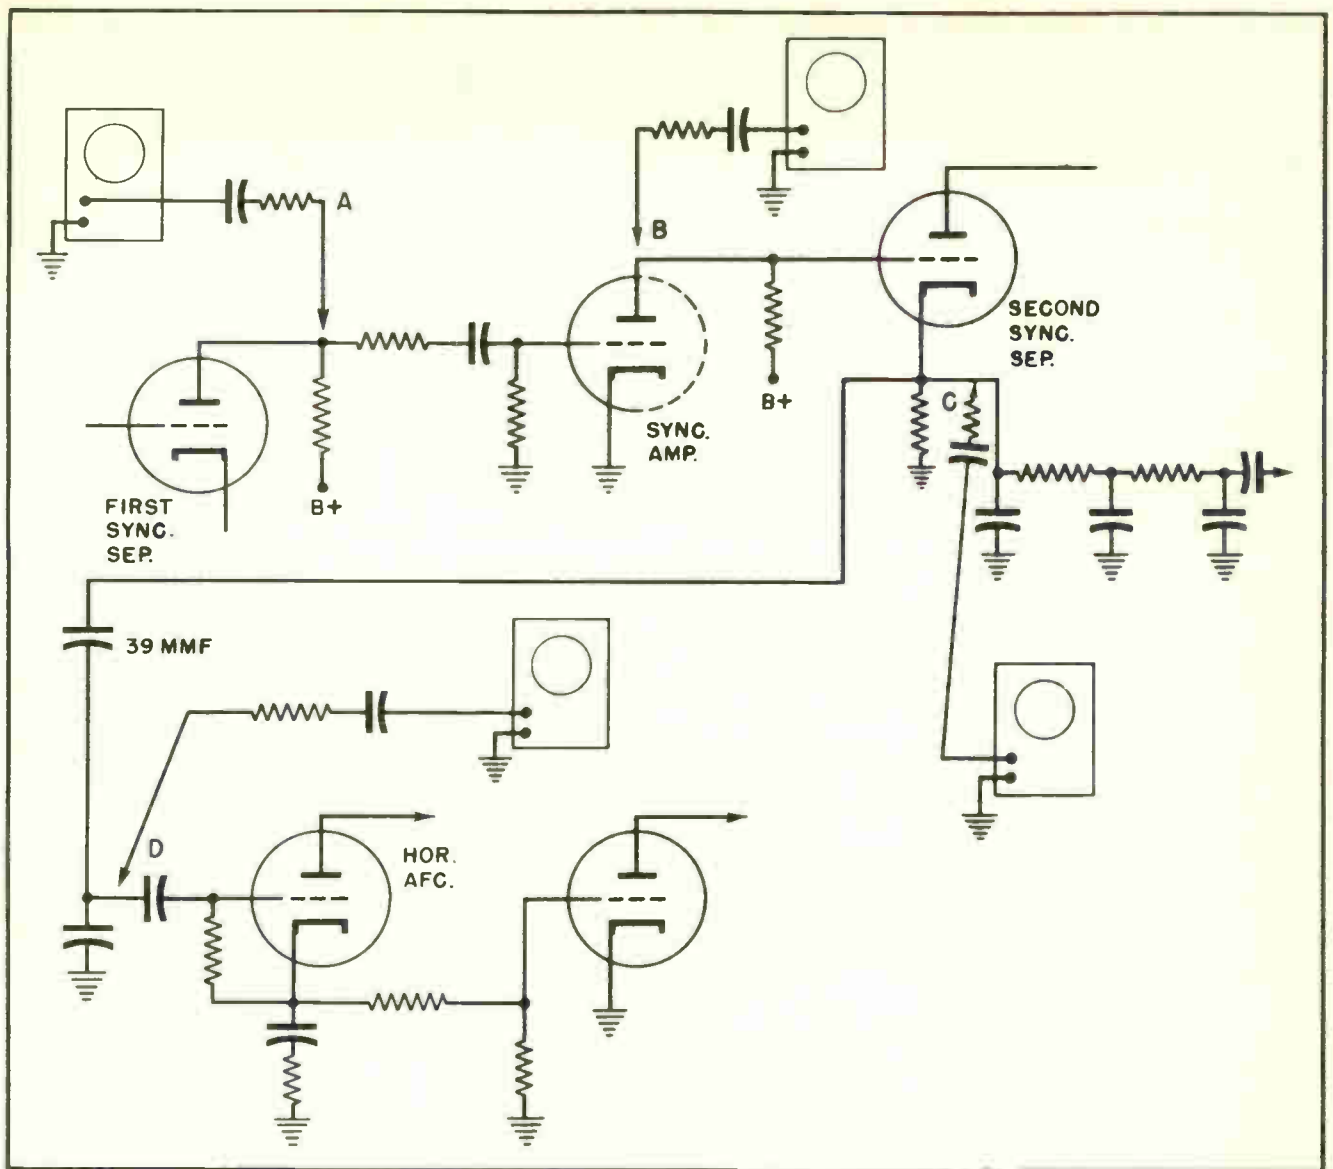 A
B
SECOND
SYNC.
SEP.
C
B+
SYNC.
AMP.
B+
FIRST
SYNC.
SEP.
39 MMF
D
HOR.
AFC.